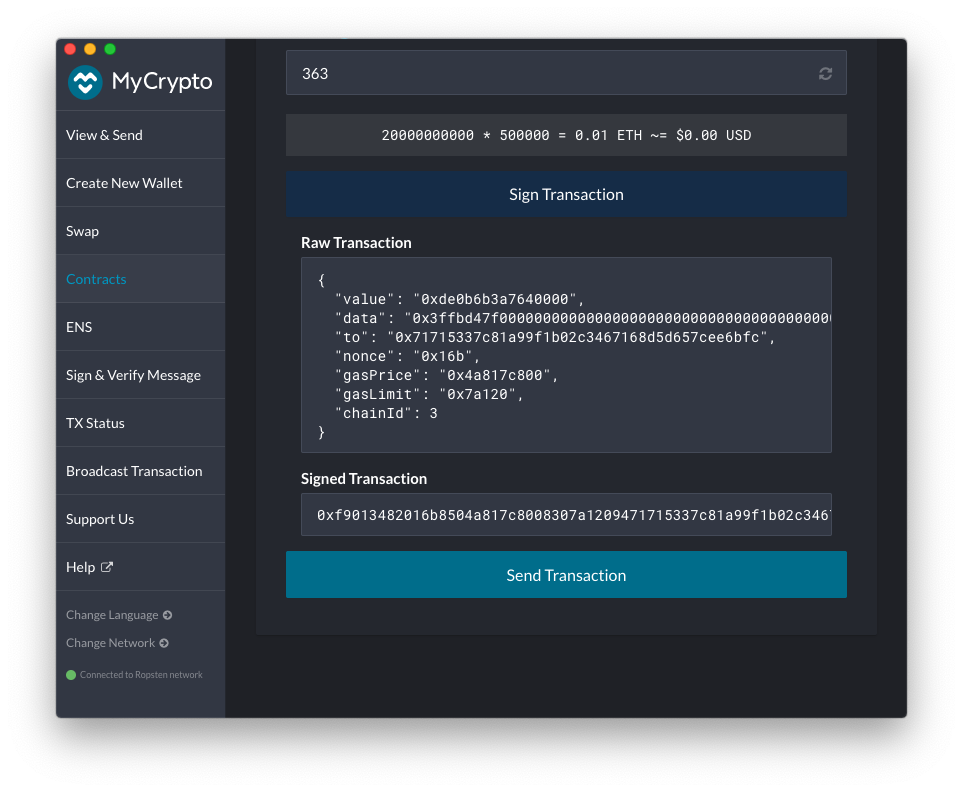 MyCrypto
View & Send
Create New Wallet
Swap
Contracts
ENS
Sign & Verify Message
TX Status
Broadcast Transaction
Support Us
Help
Change Language
Change Network
Connected to Ropsten network
363
20000000000 * 500000 = 0.01 ETH ~= $0.00 USD
Sign Transaction
Raw Transaction
{
"value": "0xde0b6b3a7640000",
"data": "0x3ffbd47f000000000000000000000000000000000000000
"to": "0x71715337c81a99f1b02c3467168d5d657cee6bfc",
"nonce": "0x16b",
"gasPrice": "0x4a817c800",
"gasLimit": "0x7a120",
"chainId": 3
}
Signed Transaction
0xf9013482016b8504a817c8008307a1209471715337c81a99f1b02c3467
Send Transaction